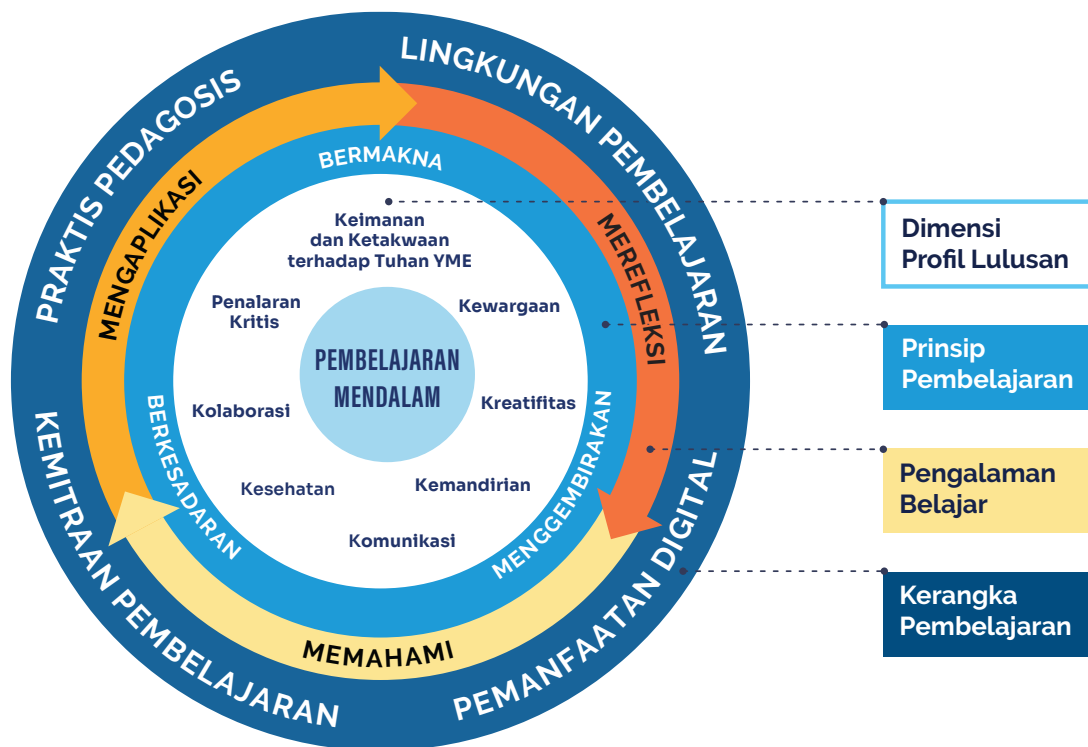 PRAKTIS PEDAGOSIS
LINGKUNGAN PEMBELAJARAN
KEMITRAAN PEMBELAJARAN
PEMANFAATAN DIGITAL
MENGAPLIKASI
MEREFLEKSI
MEMAHAMI
BERMAKNA
BERKESADARAN
MENGGEMBIRAKAN
Keimanan
dan Ketakwaan
terhadap Tuhan YME
Penalaran
Kritis
Kewargaan
Kolaborasi
Kreatifitas
Kesehatan
Kemandirian
Komunikasi
PEMBELAJARAN
MENDALAM
Dimensi
Profil Lulusan
Prinsip
Pembelajaran
Pengalaman
Belajar
Kerangka
Pembelajaran